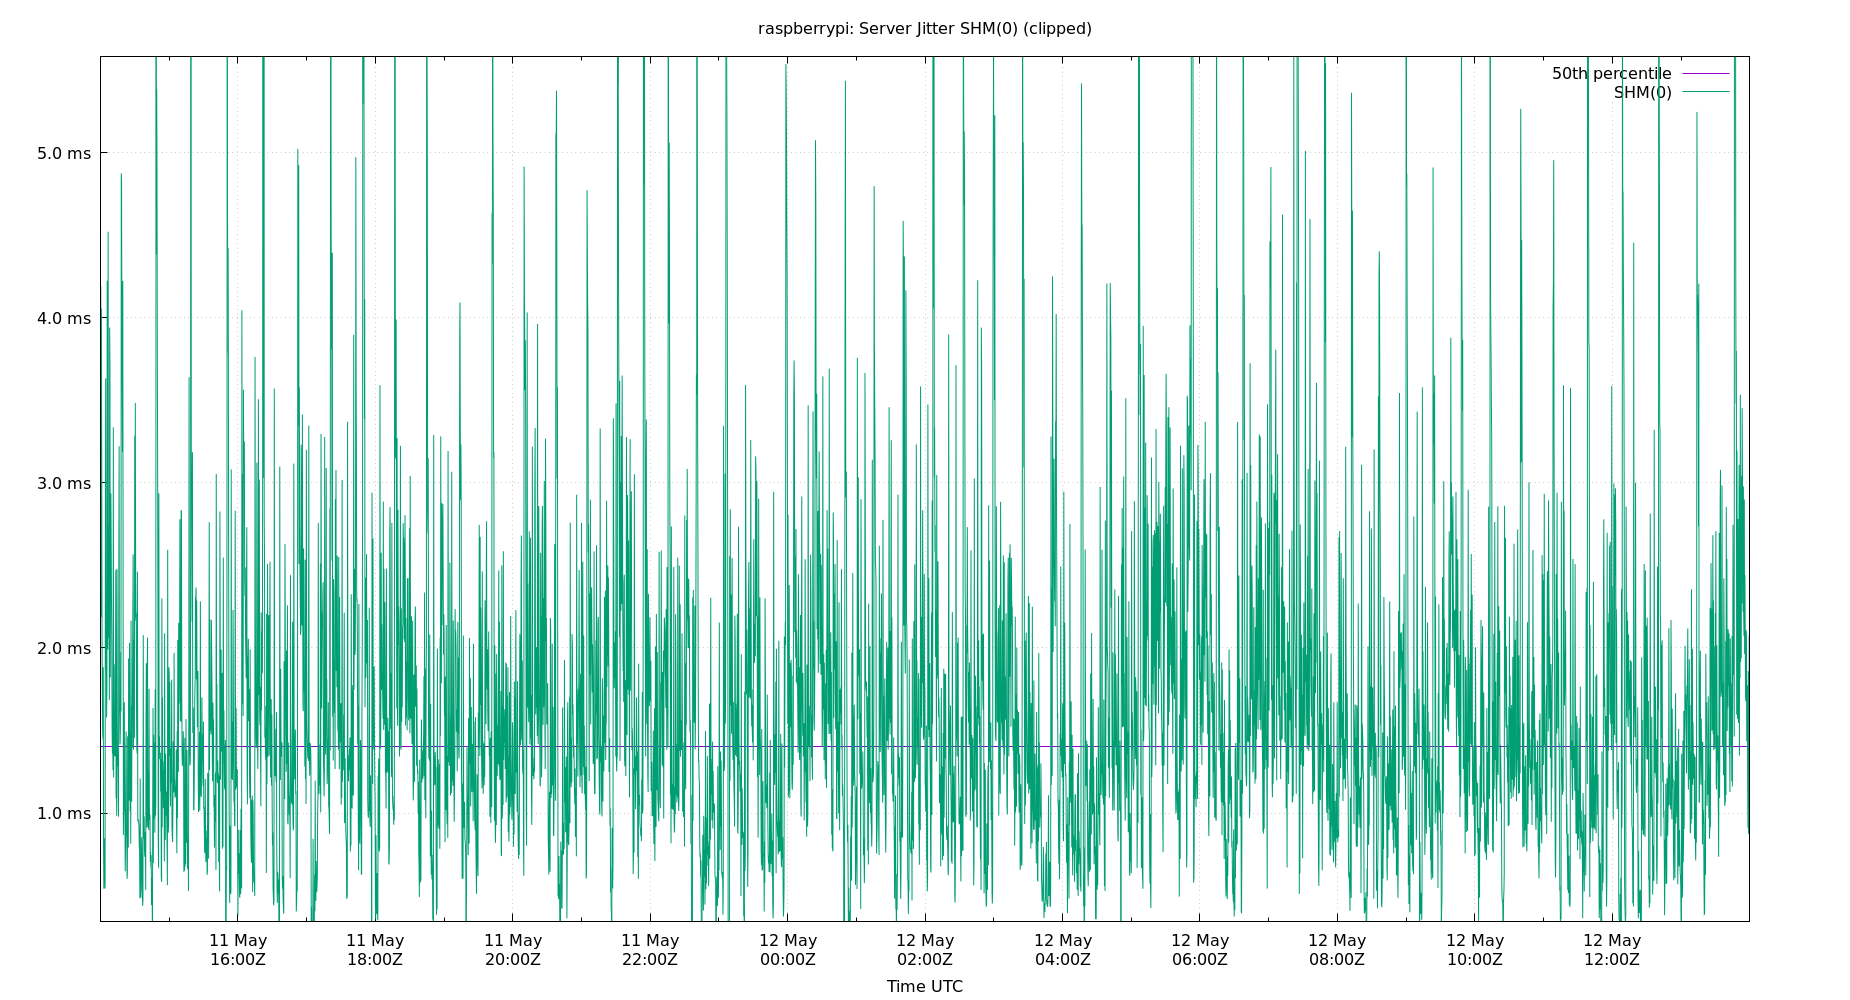 raspberrypi: Server Jitter SHM(0) (clipped)
50th percentile
SHM(0)
5.0 ms
4.0 ms
3.0 ms
2.0 ms
1.0 ms
11 May 11 May 11 May 11 May 12 May 12 May 12 May 12 May 12 May 12 May 12 May
16:00Z 18:00Z 20:00Z 22:00Z 00:00Z 02:00Z 04:00Z 06:00Z 08:00Z 10:00Z 12:00Z
Time UTC